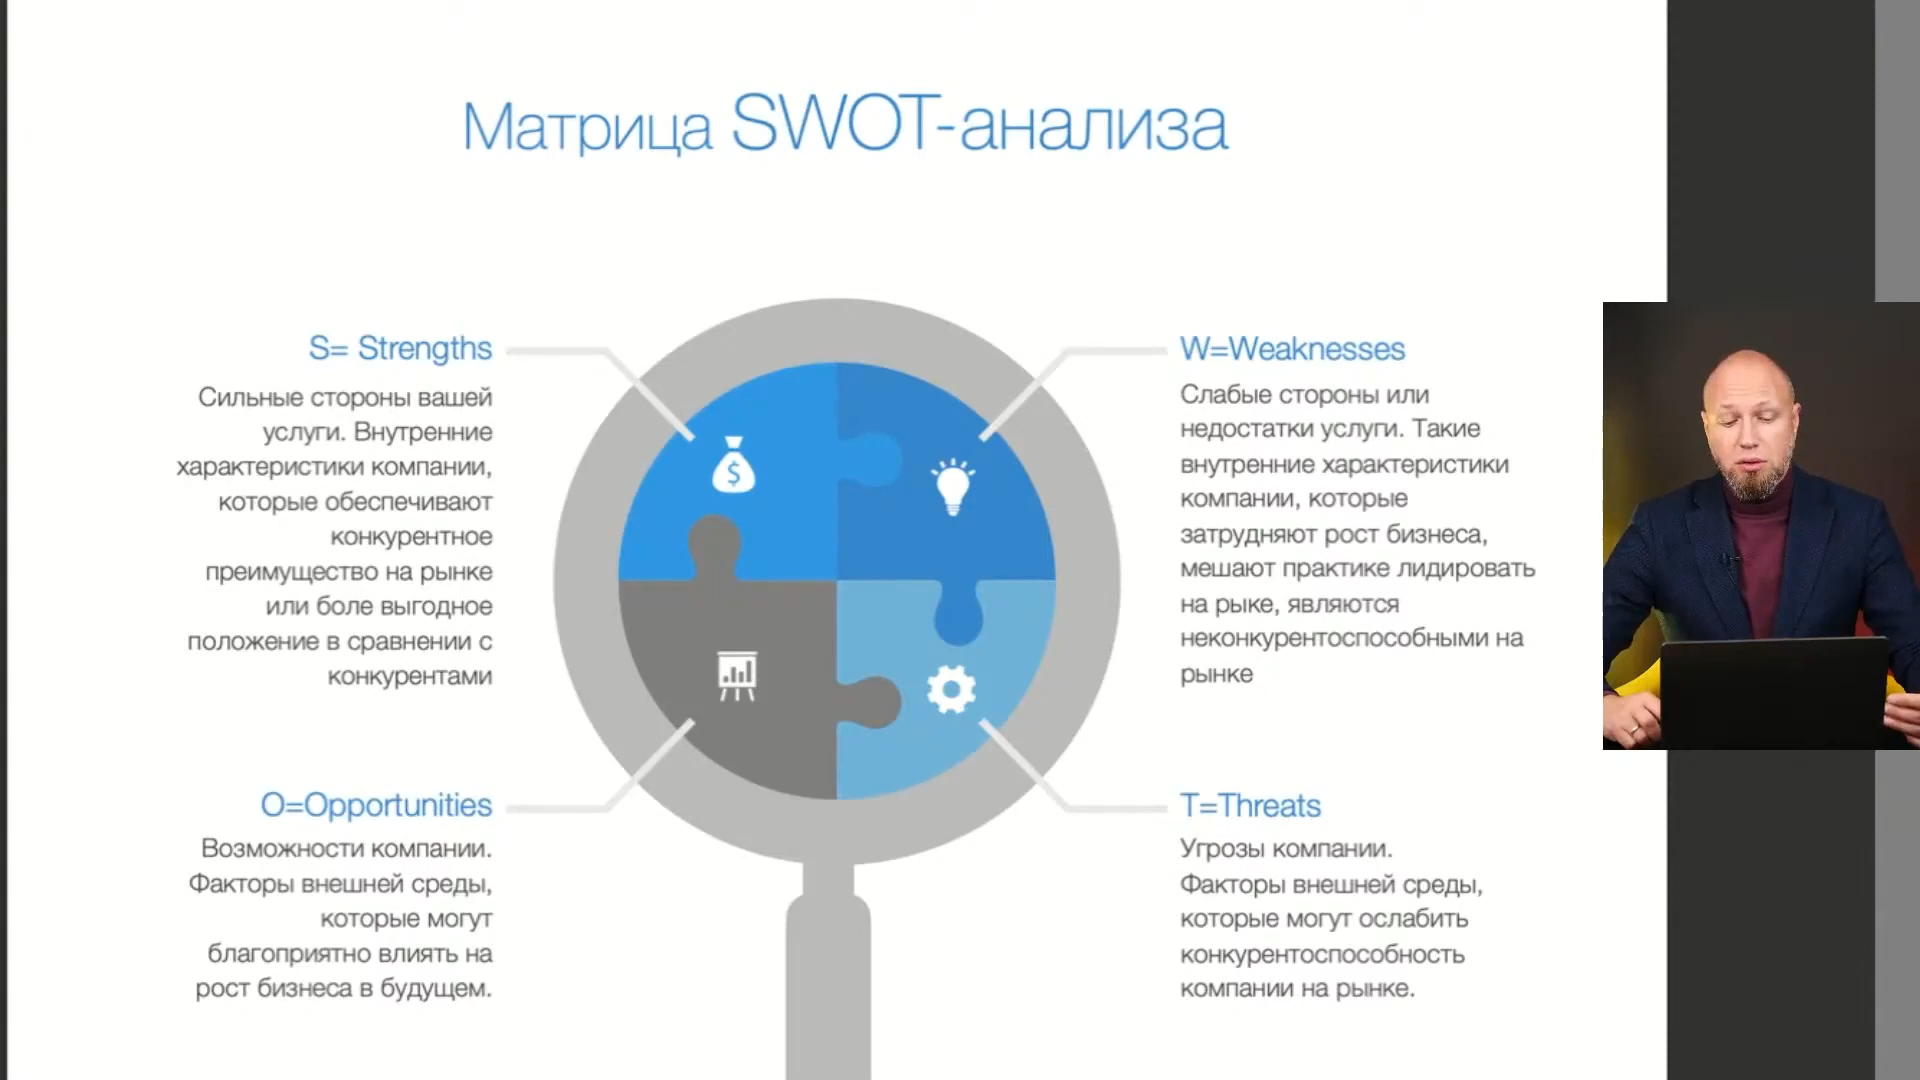 Матрица SWOT-анализа
S= Strengths
Сильные стороны вашей
услуги. Внутренние
характеристики компании,
которые обеспечивают
конкурентное
преимущество на рынке
или боле выгодное
положение в сравнении с
конкурентами
W=Weaknesses
Слабые стороны или
недостатки услуги. Такие
внутренние характеристики
компании, которые
затрудняют рост бизнеса,
мешают практике лидировать
на рыке, являются
неконкурентоспособными на
рынке
O=Opportunities
Возможности компании.
Факторы внешней среды,
которые могут
благоприятно влиять на
рост бизнеса в будущем.
T=Threats
Угрозы компании.
Факторы внешней среды,
которые могут ослабить
конкурентоспособность
компании на рынке.